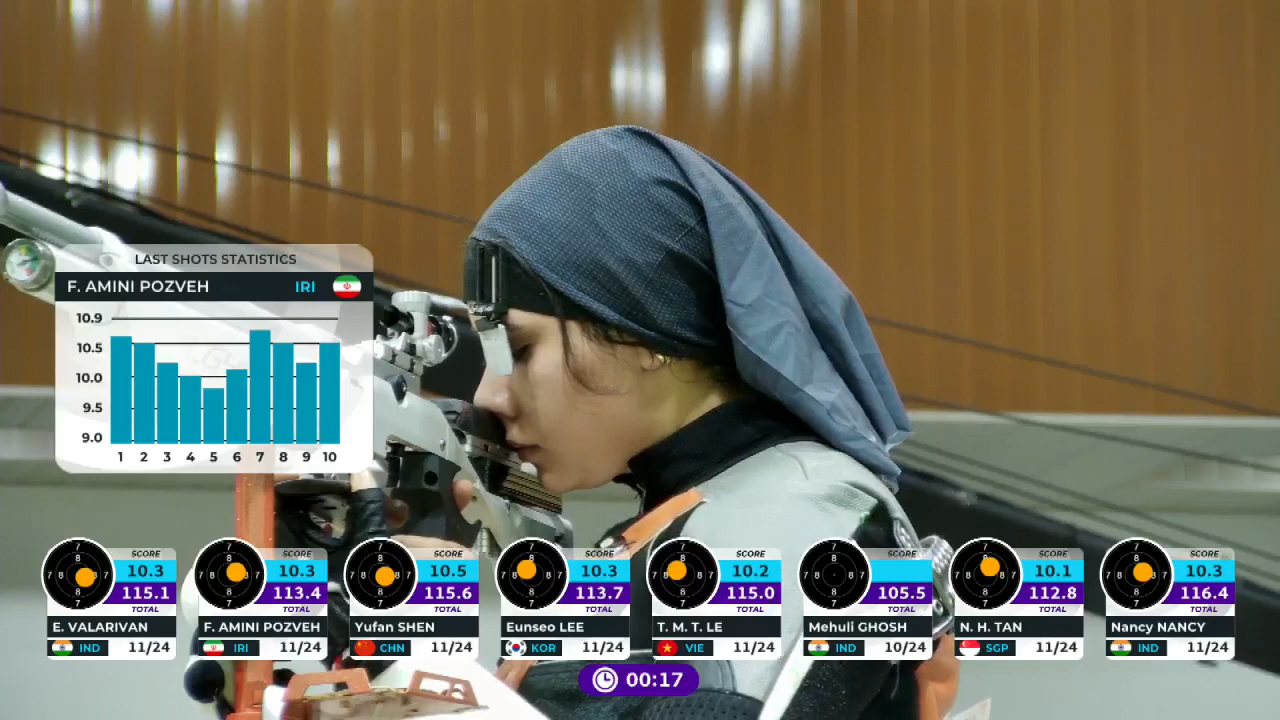 LAST SHOTS STATISTICS
F. AMINI POZVEH IRI
10.9
10.5
10.0
9.5
9.0
1 2 3 4 5 6 7 8 9 10
SCORE
10.3
115.1
TOTAL
E. VALARIVAN
IND 11/24
SCORE
10.3
113.4
TOTAL
F. AMINI POZVEH
IRI 11/24
SCORE
10.5
115.6
TOTAL
Yufan SHEN
CHN 11/24
SCORE
10.3
113.7
TOTAL
Eunseo LEE
KOR 11/24
SCORE
10.2
115.0
TOTAL
T. M. T. LE
VIE 11/24
SCORE
105.5
TOTAL
Mehuli GHOSH
IND 10/24
SCORE
10.1
112.8
TOTAL
N. H. TAN
SGP 11/24
SCORE
10.3
116.4
TOTAL
Nancy NANCY
IND 11/24
00:17